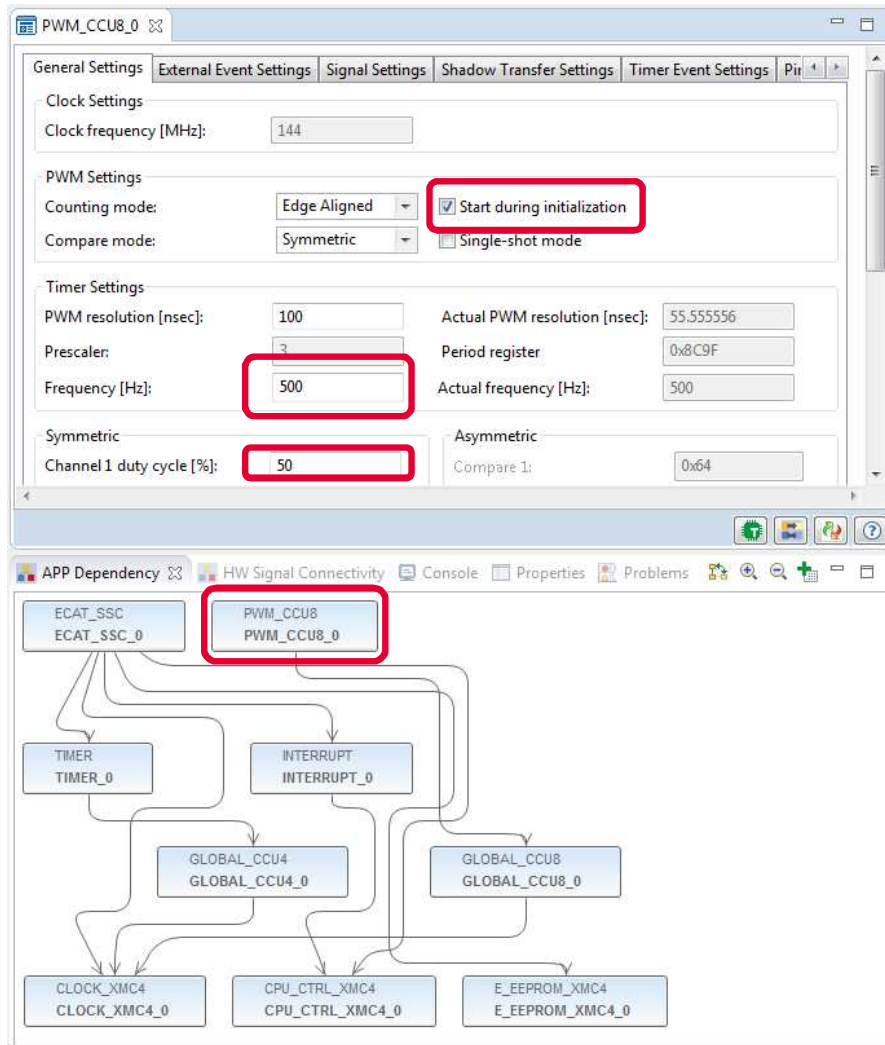 PWM_CCU8_0
General Settings External Event Settings Signal Settings Shadow Transfer Settings Timer Event Settings Pir
Clock Settings
Clock frequency [MHz]: 144
PWM Settings
Counting mode: Edge Aligned Start during initialization
Compare mode: Symmetric Single-shot mode
Timer Settings
PWM resolution [nsec]: 100 Actual PWM resolution [nsec]: 55.555556
Prescaler: 3 Period register 0x8C9F
Frequency [Hz]: 500 Actual frequency [Hz]: 500
Symmetric Asymmetric
Channel 1 duty cycle [%]: 50 Compare 1: 0x64
APP Dependency HW Signal Connectivity Console Properties Problems
ECAT_SSC PWM_CCU8
ECAT_SSC_0 PWM_CCU8_0
TIMER INTERRUPT
TIMER_0 INTERRUPT_0
GLOBAL_CCU4 GLOBAL_CCU8
GLOBAL_CCU4_0 GLOBAL_CCU8_0
CLOCK_XMC4 CPU_CTRL_XMC4 E_EEPROM_XMC4
CLOCK_XMC4_0 CPU_CTRL_XMC4_0 E_EEPROM_XMC4_0